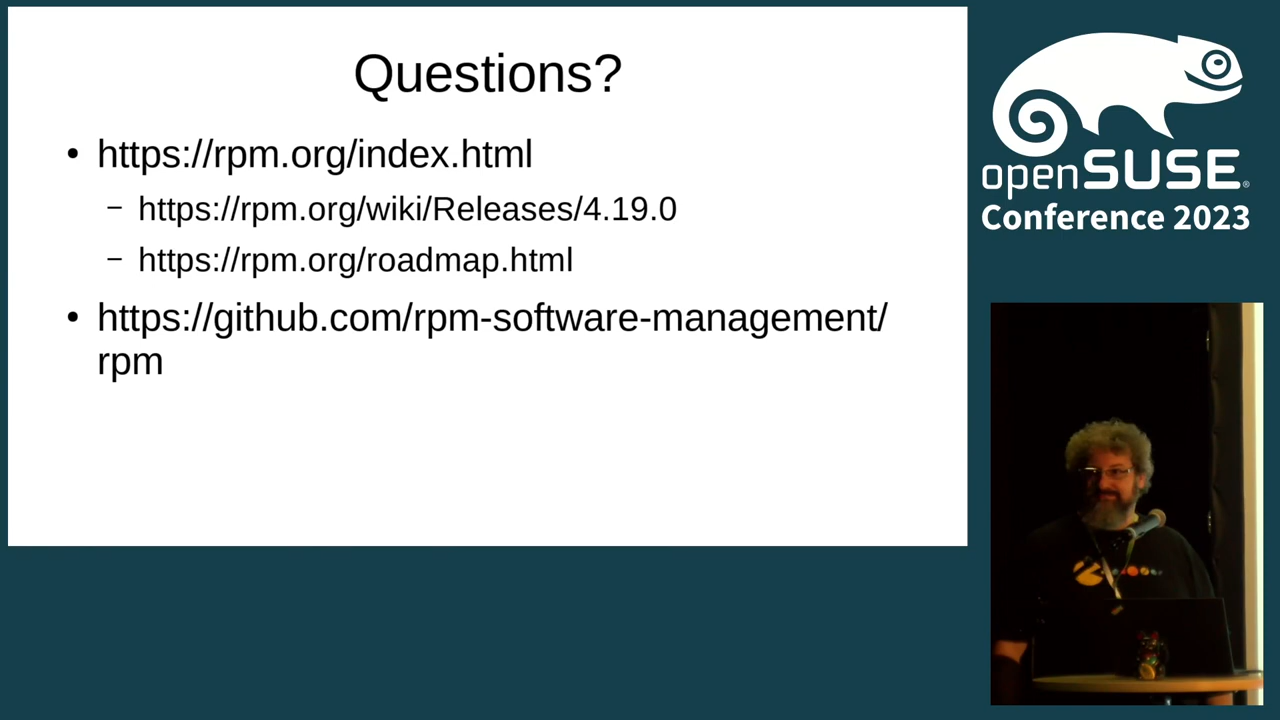 Questions?
• https://rpm.org/index.html
– https://rpm.org/wiki/Releases/4.19.0
– https://rpm.org/roadmap.html
• https://github.com/rpm-software-management/
rpm
openSUSE®
Conference 2023